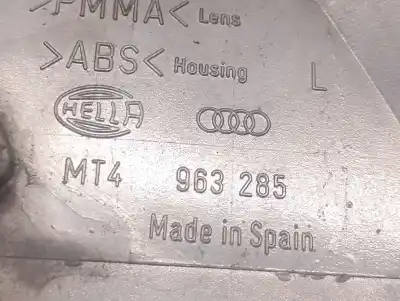 >PMMA< Lens
>ABS< Housing
L
HELLA
MT4 963 285
Made in Spain